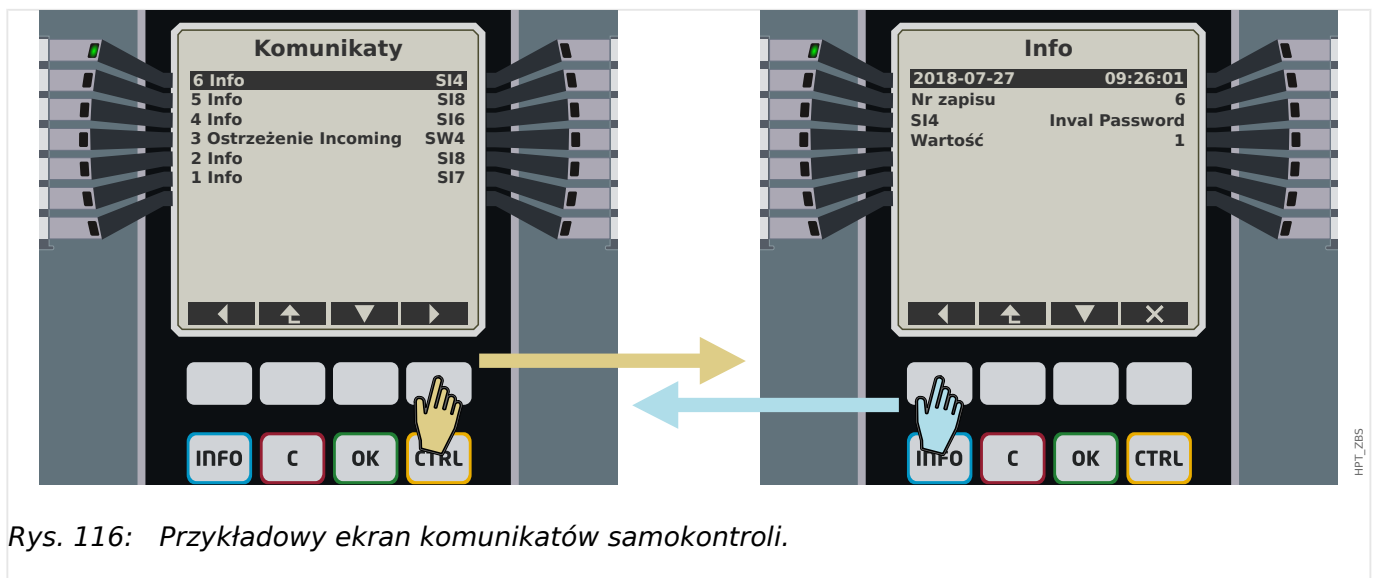 Komunikaty
6 Info SI4
5 Info SI8
4 Info SI6
3 Ostrzeżenie Incoming SW4
2 Info SI8
1 Info SI7
INFO C OK CTRL
Info
2018-07-27 09:26:01
Nr zapisu 6
SI4 Inval Password
Wartość 1
INFO C OK CTRL
HPT_ZBS
Rys. 116: Przykładowy ekran komunikatów samokontroli.